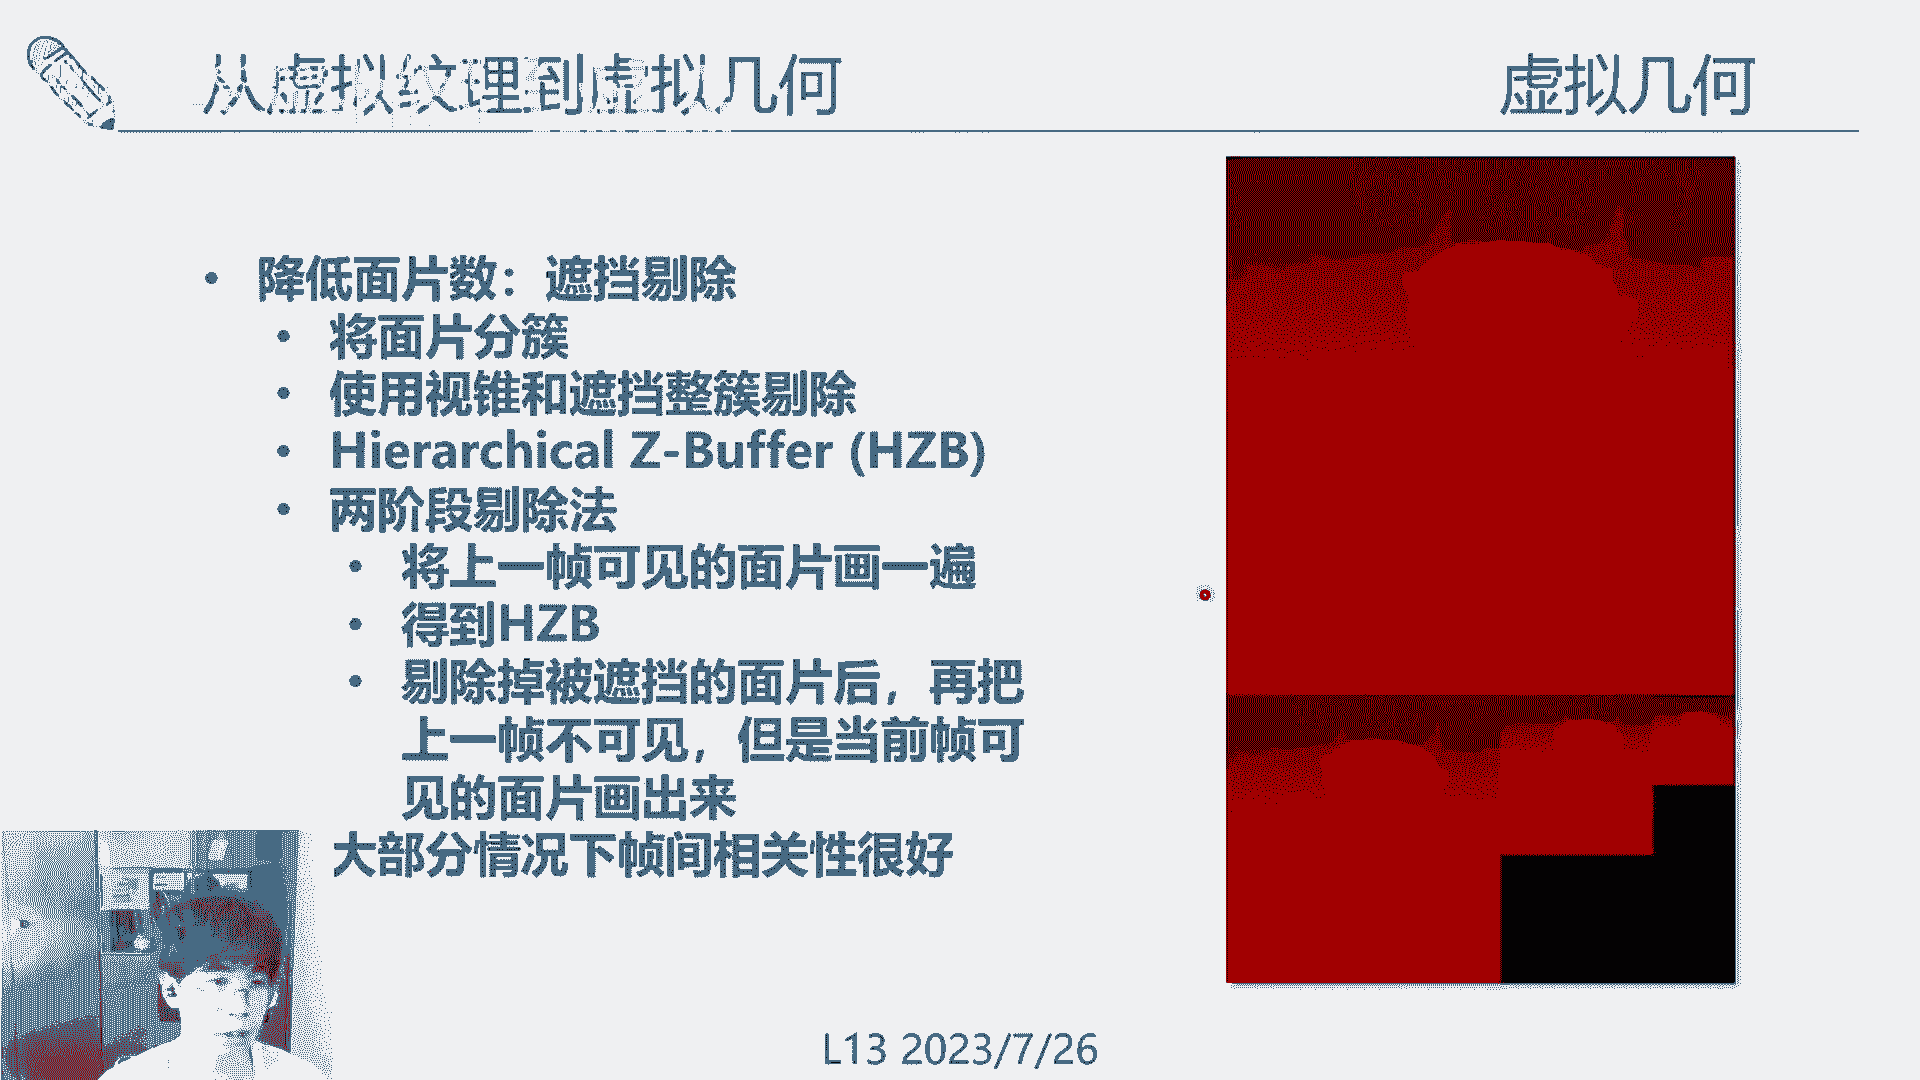 从虚拟纹理到虚拟几何
虚拟几何
降低面片数：遮挡剔除
将面片分簇
使用视锥和遮挡整簇剔除
Hierarchical Z-Buffer (HZB)
两阶段剔除法
将上一帧可见的面片画一遍
得到HZB
剔除掉被遮挡的面片后，再把
上一帧不可见，但是当前帧可
见的面片画出来
大部分情况下帧间相关性很好
L13 2023/7/26